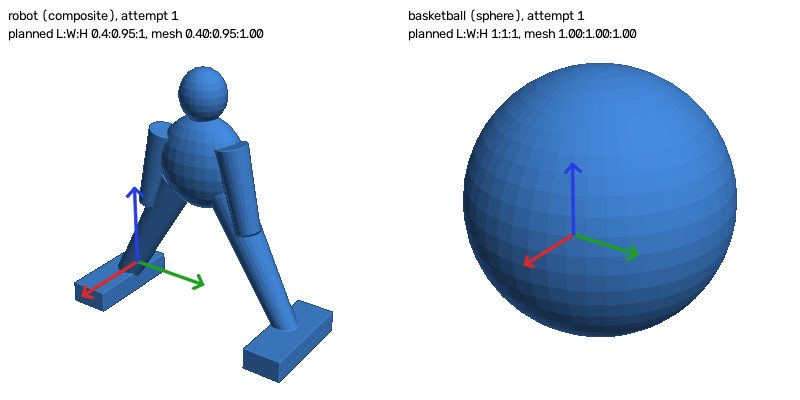 robot (composite), attempt 1
planned L:W:H 0.4:0.95:1, mesh 0.40:0.95:1.00
basketball (sphere), attempt 1
planned L:W:H 1:1:1, mesh 1.00:1.00:1.00